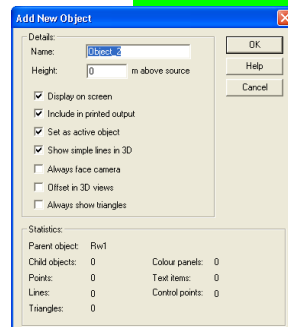 Add New Object
Details:
Name: Object_2
Height: 0 m above source
OK
Help
Cancel
Display on screen
Include in printed output
Set as active object
Show simple lines in 3D
Always face camera
Offset in 3D views
Always show triangles
Statistics:
Parent object: Rw1
Child objects: 0 Colour panels: 0
Points: 0 Text items: 0
Lines: 0 Control points: 0
Triangles: 0